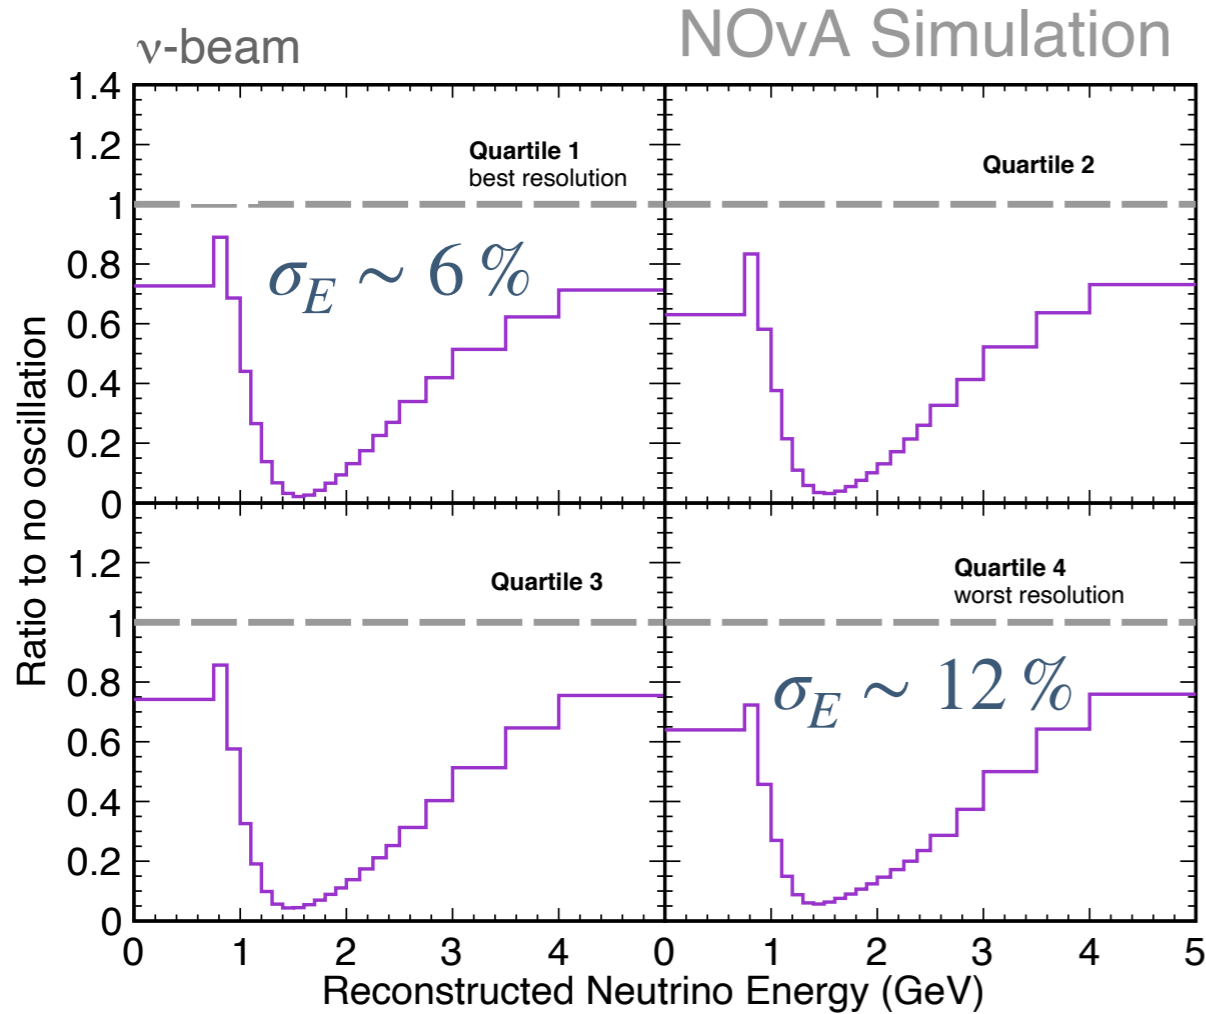 ν-beam
NOvA Simulation
1.4
1.2
1
0.8
0.6
0.4
0.2
0
Quartile 1
best resolution
σ_E ~ 6 %
Quartile 2
Ratio to no oscillation
1.2
1
0.8
0.6
0.4
0.2
0
Quartile 3
Quartile 4
worst resolution
σ_E ~ 12 %
0 1 2 3 4 0 1 2 3 4 5
Reconstructed Neutrino Energy (GeV)